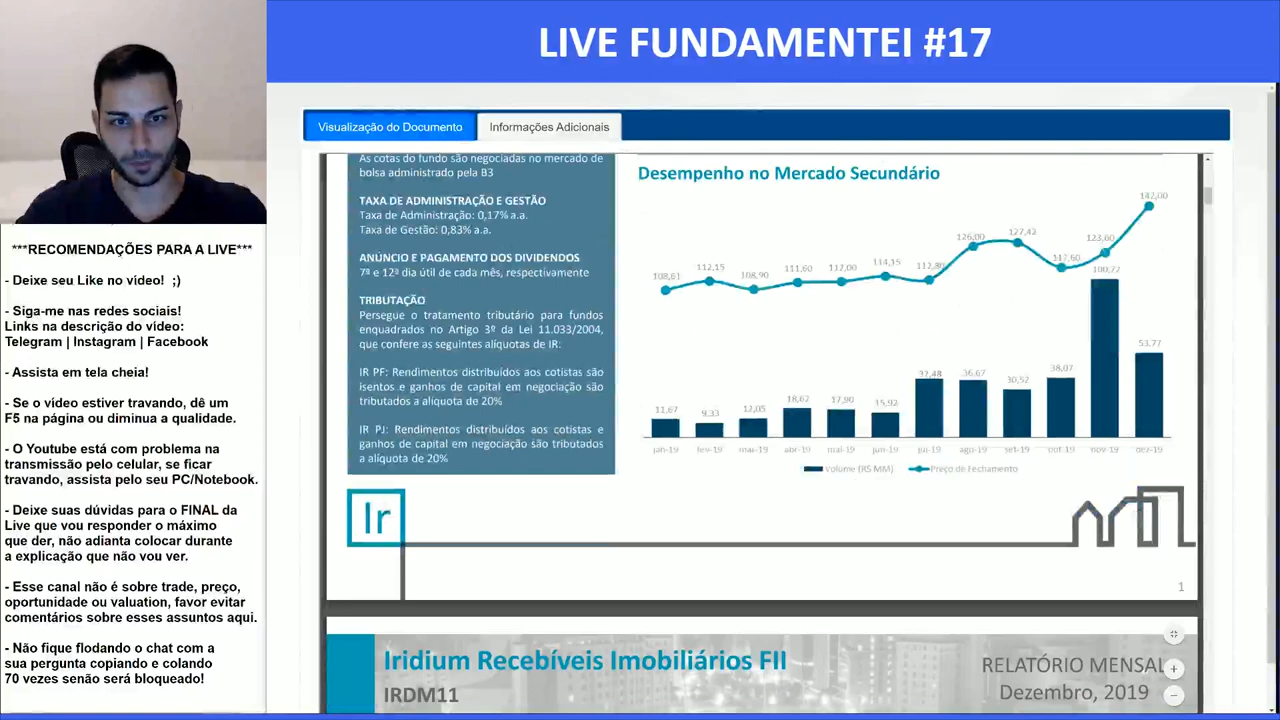 LIVE FUNDAMENTEI #17
***RECOMENDAÇÕES PARA A LIVE***
- Deixe seu Like no vídeo!  ;)
- Siga-me nas redes sociais!
Links na descrição do vídeo:
Telegram | Instagram | Facebook
- Assista em tela cheia!
- Se o vídeo estiver travando, dê um
F5 na página ou diminua a qualidade.
- O Youtube está com problema na
transmissão pelo celular, se ficar
travando, assista pelo seu PC/Notebook.
- Deixe suas dúvidas para o FINAL da
Live que vou responder o máximo
que der, não adianta colocar durante
a explicação que não vou ver.
- Esse canal não é sobre trade, preço,
oportunidade ou valuation, favor evitar
comentários sobre esses assuntos aqui.
- Não fique flodando o chat com a
sua pergunta copiando e colando
70 vezes senão será bloqueado!
Visualização do Documento
Informações Adicionais
As cotas do fundo são negociadas no mercado de
bolsa administrado pela B3
TAXA DE ADMINISTRAÇÃO E GESTÃO
Taxa de Administração: 0,17% a.a.
Taxa de Gestão: 0,83% a.a.
ANÚNCIO E PAGAMENTO DOS DIVIDENDOS
7º e 12º dia útil de cada mês, respectivamente
TRIBUTAÇÃO
Persegue o tratamento tributário para fundos
enquadrados no Artigo 3º da Lei 11.033/2004,
que confere as seguintes alíquotas de IR:
IR PF: Rendimentos distribuídos aos cotistas são
isentos e ganhos de capital em negociação são
tributados a alíquota de 20%
IR PJ: Rendimentos distribuídos aos cotistas e
ganhos de capital em negociação são tributados
a alíquota de 20%
Desempenho no Mercado Secundário
108,61 112,15 108,90 111,60 112,00 114,15 112,80 126,00 127,42 117,60 123,60 142,00
11,67 9,33 12,05 18,62 17,90 15,92 37,48 36,67 30,52 38,07 100,77 53,77
jan-19 fev-19 mar-19 abr-19 mai-19 jun-19 jul-19 ago-19 set-19 out-19 nov-19 dez-19
Volume (R$ MM) Preço de Fechamento
Ir
1
Iridium Recebíveis Imobiliários FII
IRDM11
RELATÓRIO MENSAL
Dezembro, 2019